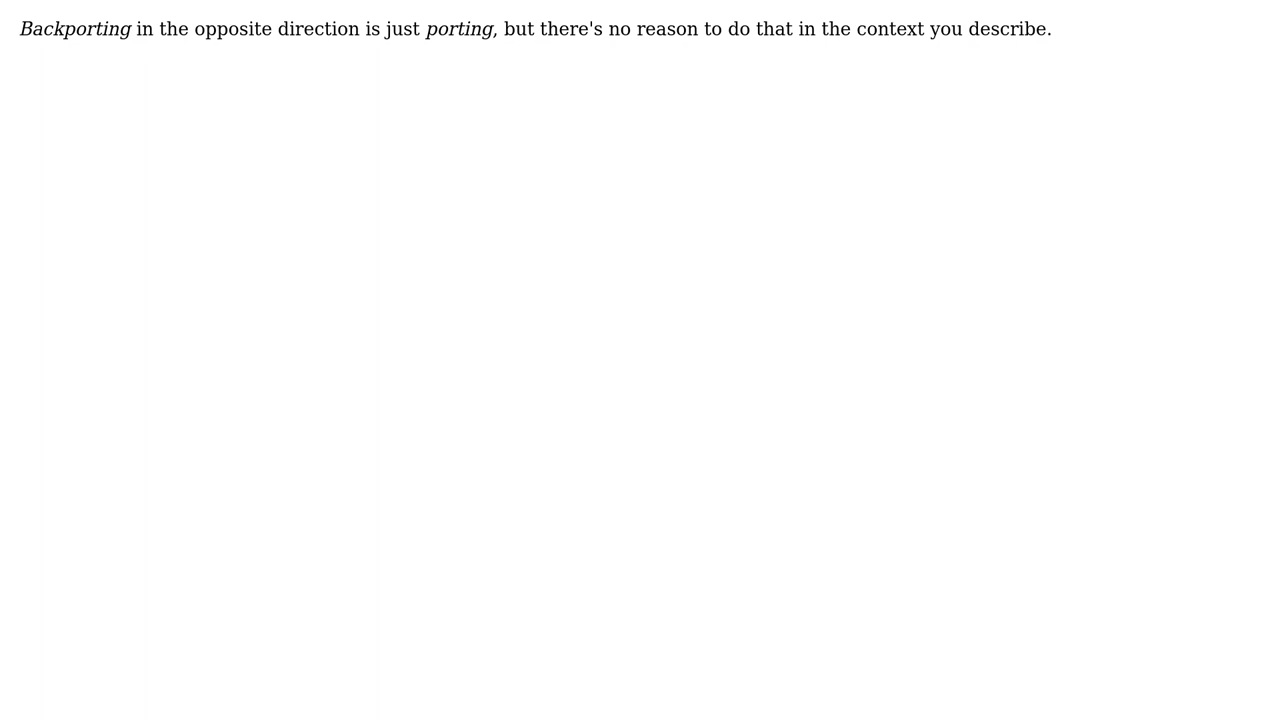 Backporting in the opposite direction is just porting, but there's no reason to do that in the context you describe.